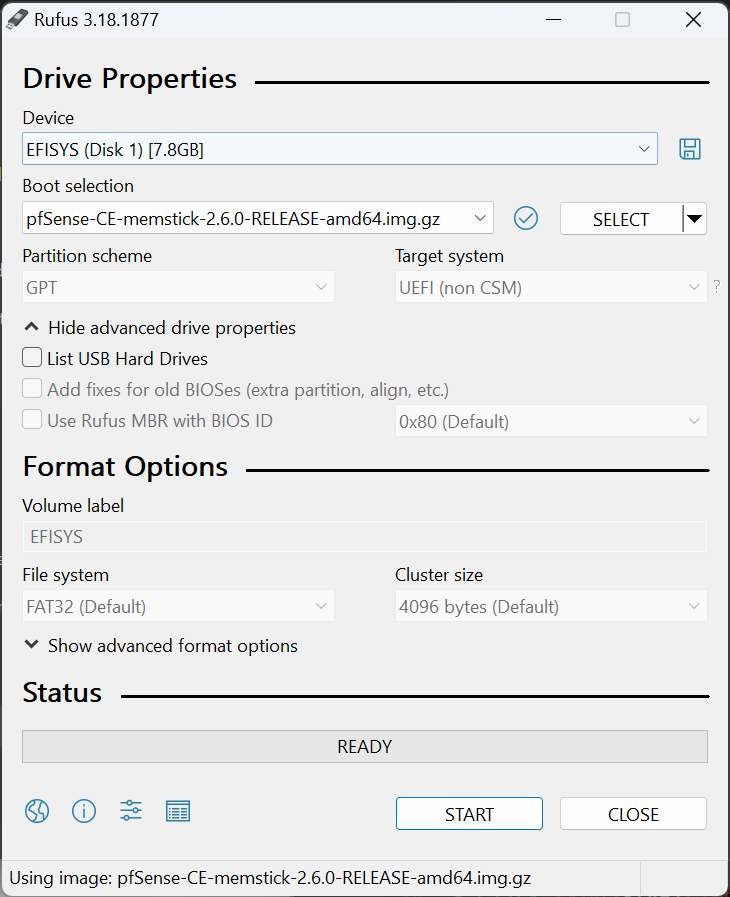 Rufus 3.18.1877
Drive Properties
Device
EFISYS (Disk 1) [7.8GB]
Boot selection
pfSense-CE-memstick-2.6.0-RELEASE-amd64.img.gz
SELECT
Partition scheme
Target system
GPT
UEFI (non CSM)
?
Hide advanced drive properties
List USB Hard Drives
Add fixes for old BIOSes (extra partition, align, etc.)
Use Rufus MBR with BIOS ID
0x80 (Default)
Format Options
Volume label
EFISYS
File system
Cluster size
FAT32 (Default)
4096 bytes (Default)
Show advanced format options
Status
READY
START
CLOSE
Using image: pfSense-CE-memstick-2.6.0-RELEASE-amd64.img.gz